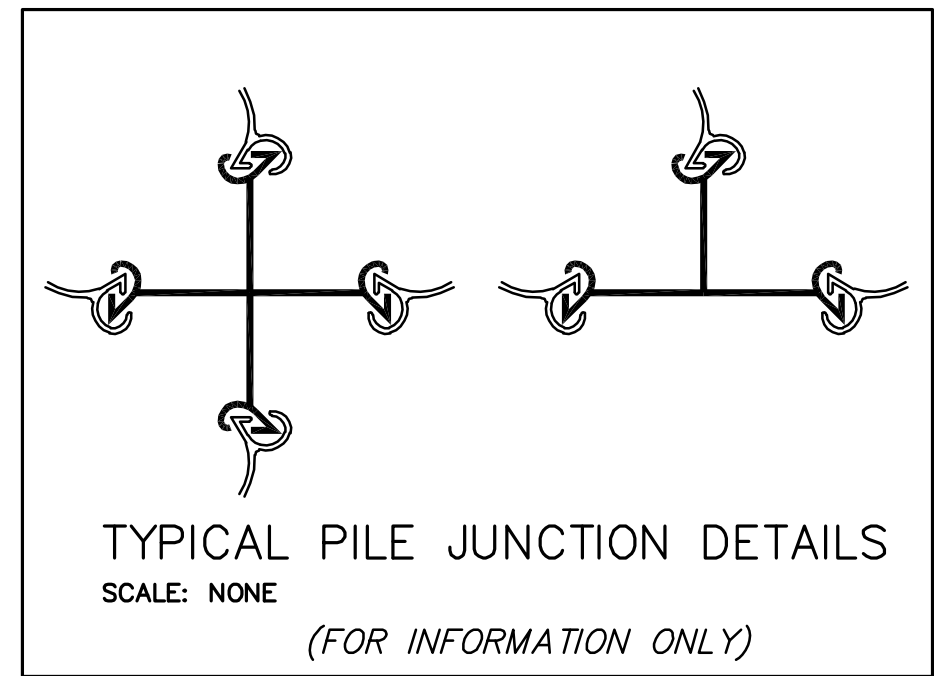 TYPICAL PILE JUNCTION DETAILS
SCALE: NONE
(FOR INFORMATION ONLY)